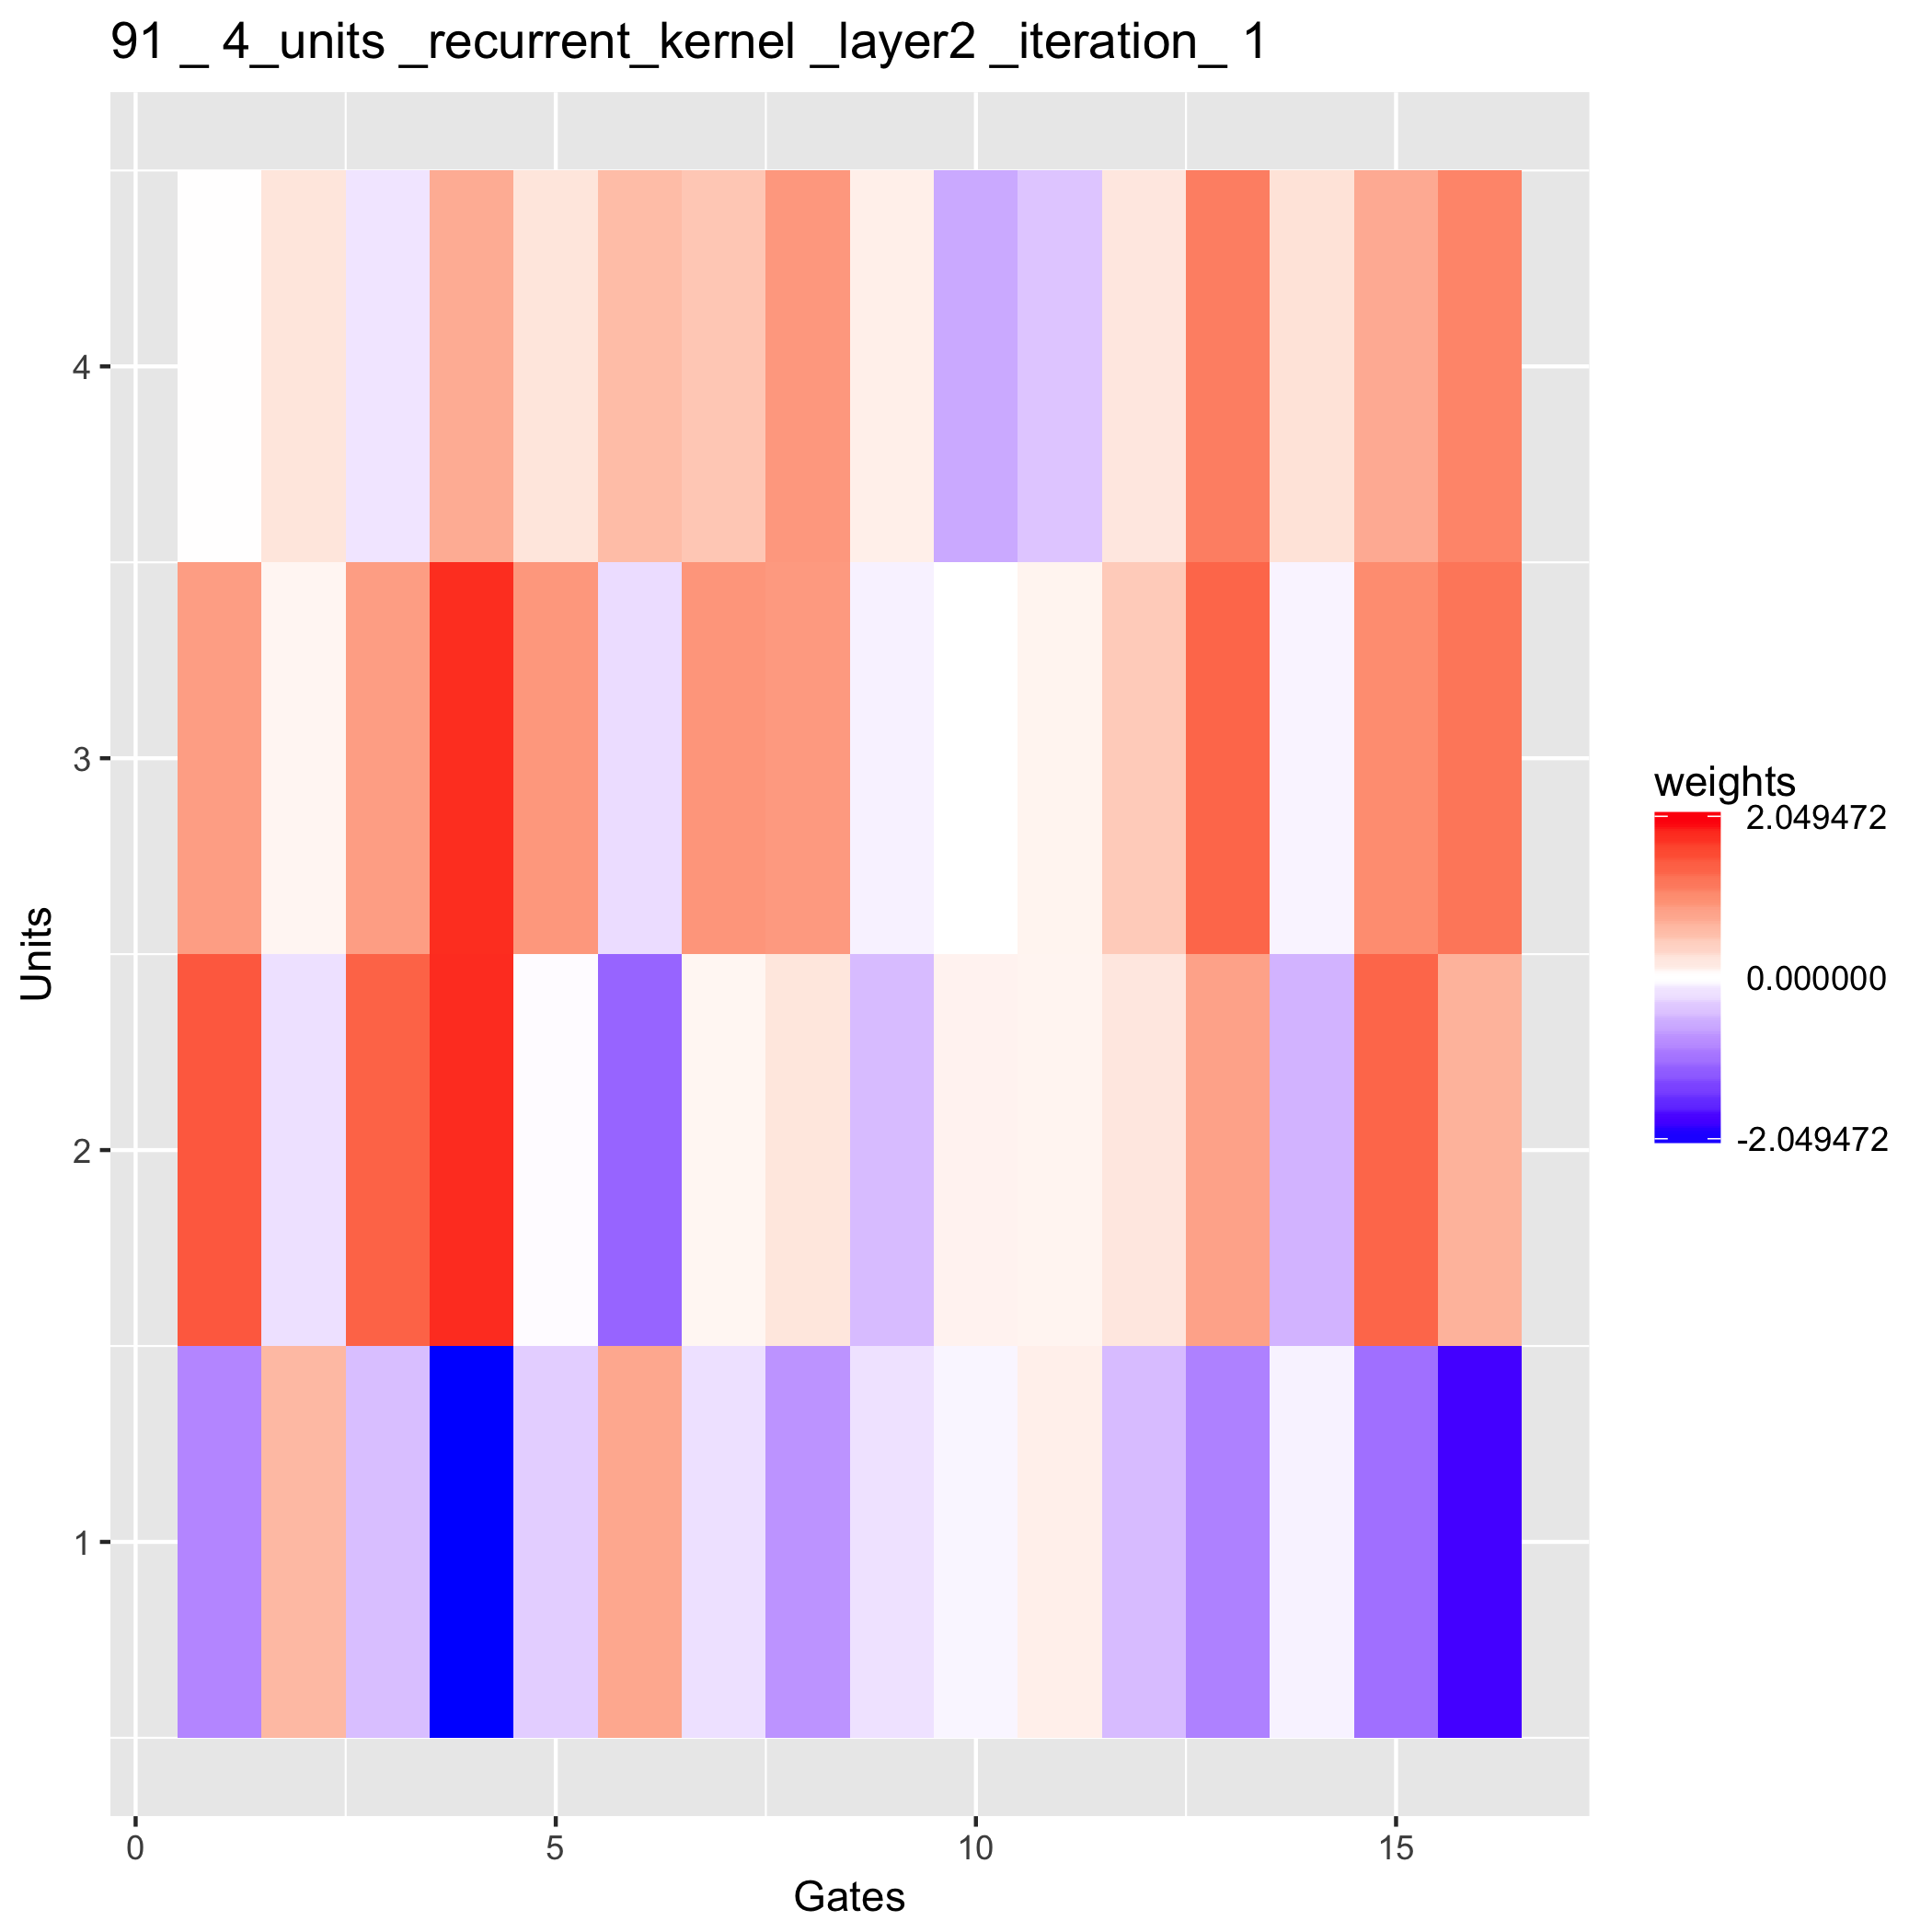 91 _ 4_units _recurrent_kernel _layer2 _iteration_ 1
4
3
2
1
Units
0
5
10
15
Gates
weights
2.049472
0.000000
-2.049472